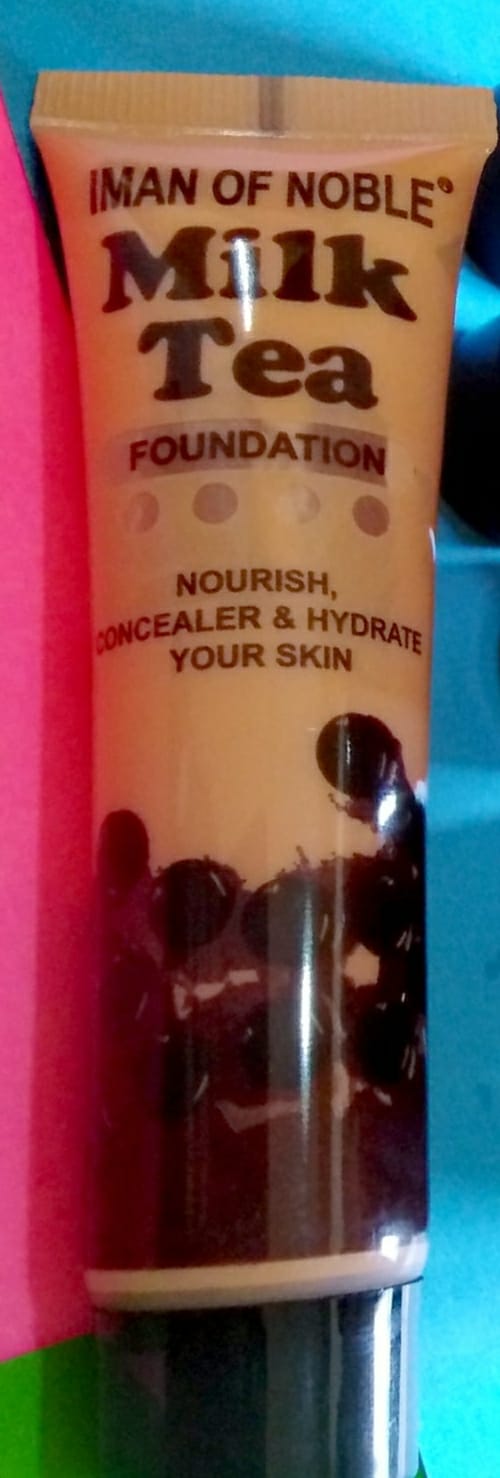 IMAN OF NOBLE®
Milk
Tea
FOUNDATION
NOURISH,
CONCEALER & HYDRATE
YOUR SKIN